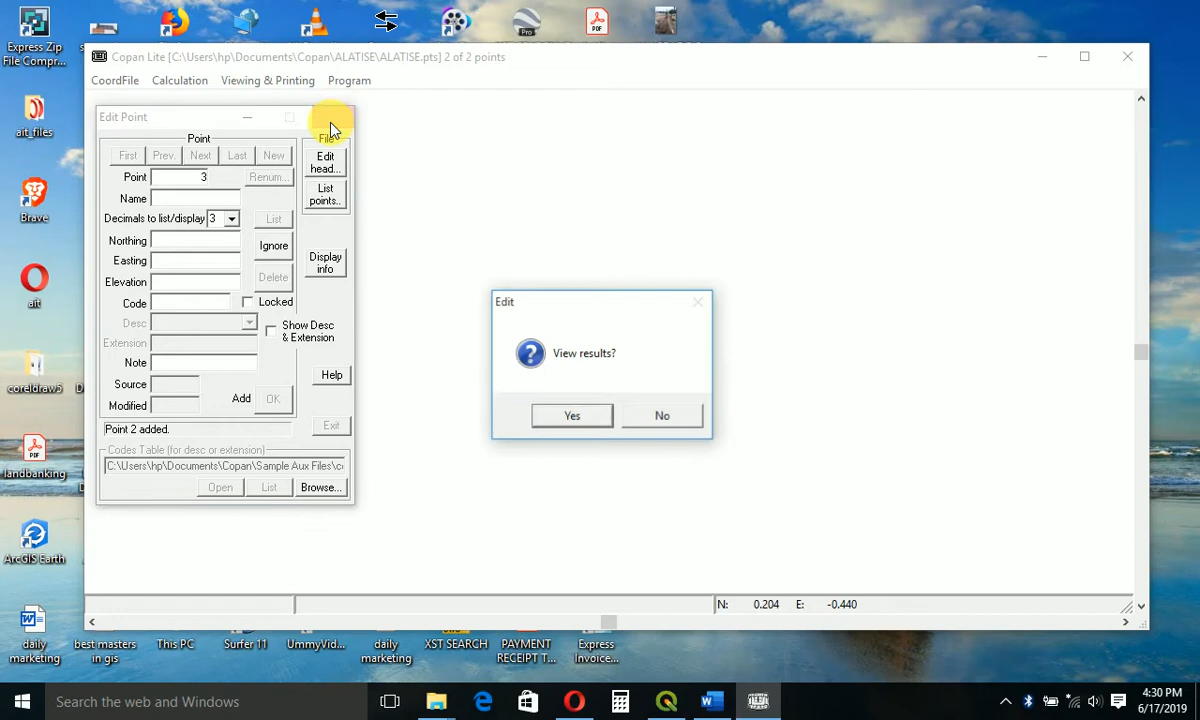 Express Zip
File Compr...
Pro
ait_files
Brave
ait
coreldraw5
landbanking
ArcGIS Earth
daily
marketing
best masters
in gis
This PC
Surfer 11
UmmyVid...
daily
marketing
XST SEARCH
PAYMENT
RECEIPT T...
Express
Invoice...
Copan Lite [C:\Users\hp\Documents\Copan\ALATISE\ALATISE.pts] 2 of 2 points
CoordFile Calculation Viewing & Printing Program
Edit Point
Point
First Prev. Next Last New
Point 3 Renum...
Name
Decimals to list/display 3 List
Northing Ignore
Easting
Elevation Delete
Code Locked
Desc Show Desc
& Extension
Extension
Note
Source
Modified Add OK
Point 2 added.
File
Edit
head...
List
points..
Display
info
Help
Exit
Codes Table (for desc or extension)
C:\Users\hp\Documents\Copan\Sample Aux Files\c
Open List Browse...
Edit
View results?
Yes No
N: 0.204 E: -0.440
Search the web and Windows
4:30 PM
6/17/2019